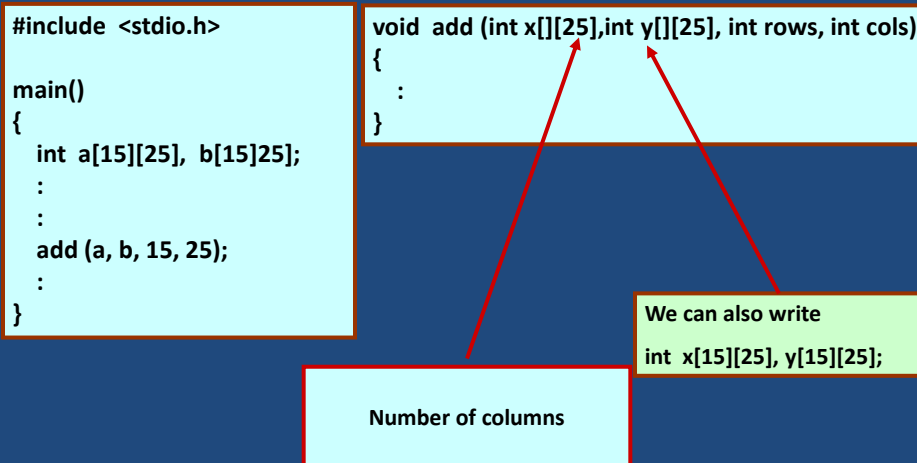 #include <stdio.h>
main()
{
int a[15][25], b[15]25];
:
:
add (a, b, 15, 25);
:
}
void add (int x[][25],int y[][25], int rows, int cols)
{
:
}
We can also write
int x[15][25], y[15][25];
Number of columns